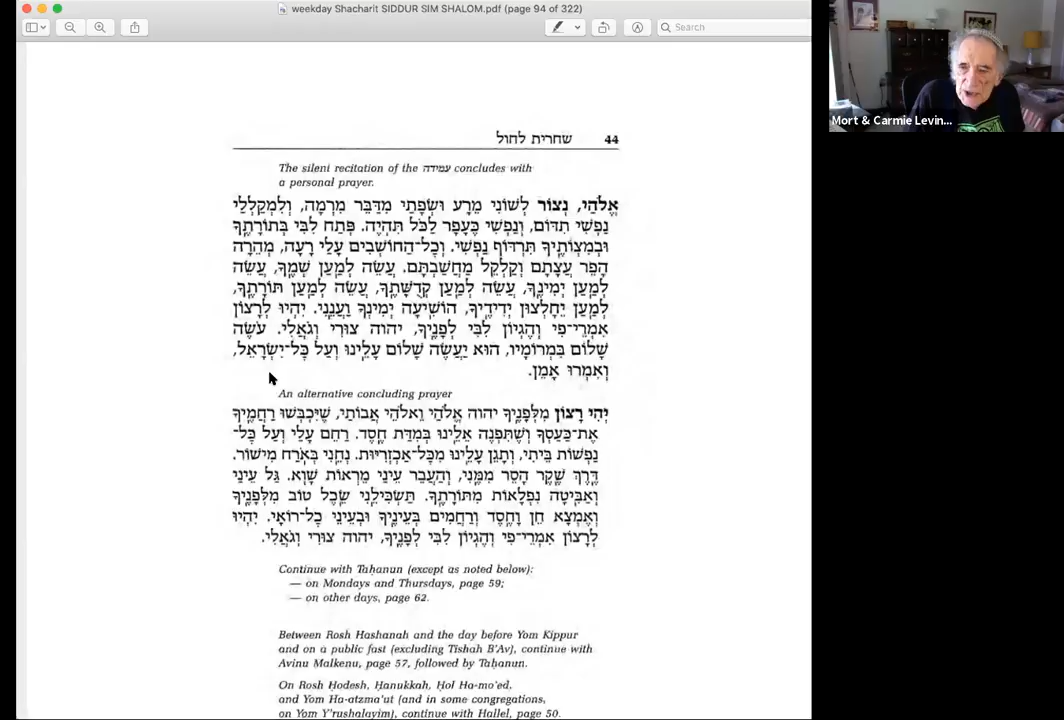 weekday Shacharit SIDDUR SIM SHALOM.pdf (page 94 of 322)
Search
Mort & Carmie Levin...
44 שחרית לחול
The silent recitation of the עמידה concludes with
a personal prayer.
אֱלֹהַי, נְצוֹר לְשׁוֹנִי מֵרָע וּשְׂפָתַי מִדַּבֵּר מִרְמָה, וְלִמְקַלְלַי
נַפְשִׁי תִדּוֹם, וְנַפְשִׁי כֶּעָפָר לַכֹּל תִּהְיֶה. פְּתַח לִבִּי בְּתוֹרָתֶךָ
וּבְמִצְוֹתֶיךָ תִּרְדּוֹף נַפְשִׁי. וְכָל־הַחוֹשְׁבִים עָלַי רָעָה, מְהֵרָה
הָפֵר עֲצָתָם וְקַלְקֵל מַחֲשַׁבְתָּם. עֲשֵׂה לְמַעַן שְׁמֶךָ, עֲשֵׂה
לְמַעַן יְמִינֶךָ, עֲשֵׂה לְמַעַן קְדֻשָּׁתֶךָ, עֲשֵׂה לְמַעַן תּוֹרָתֶךָ,
לְמַעַן יֵחָלְצוּן יְדִידֶיךָ, הוֹשִׁיעָה יְמִינְךָ וַעֲנֵנִי. יִהְיוּ לְרָצוֹן
אִמְרֵי־פִי וְהֶגְיוֹן לִבִּי לְפָנֶיךָ, יהוה צוּרִי וְגֹאֲלִי. עֹשֶׂה
שָׁלוֹם בִּמְרוֹמָיו, הוּא יַעֲשֶׂה שָׁלוֹם עָלֵינוּ וְעַל כָּל־יִשְׂרָאֵל,
וְאִמְרוּ אָמֵן.
An alternative concluding prayer
יְהִי רָצוֹן מִלְּפָנֶיךָ יהוה אֱלֹהַי וֵאלֹהֵי אֲבוֹתַי, שֶׁיִּכְבְּשׁוּ רַחֲמֶיךָ
אֶת־כַּעַסְךָ וְשֶׁתִּפְנֶה אֵלֵינוּ בְּמִדַּת חֶסֶד. רַחֵם עָלַי וְעַל כָּל־
נַפְשׁוֹת בֵּיתִי, וְתָגֵן עָלֵינוּ מִכָּל־אַכְזְרִיּוּת. נְחֵנִי בְּאֹרַח מִישׁוֹר.
דֶּרֶךְ שֶׁקֶר הָסֵר מִמֶּנִּי, וְהַעֲבֵר עֵינַי מֵרְאוֹת שָׁוְא. גַּל עֵינַי
וְאַבִּיטָה נִפְלָאוֹת מִתּוֹרָתֶךָ. תַּשְׂכִּילֵנִי שֵׂכֶל טוֹב מִלְּפָנֶיךָ
וְאֶמְצָא חֵן וָחֶסֶד וְרַחֲמִים בְּעֵינֶיךָ וּבְעֵינֵי כָל־רוֹאָי. יִהְיוּ
לְרָצוֹן אִמְרֵי־פִי וְהֶגְיוֹן לִבִּי לְפָנֶיךָ, יהוה צוּרִי וְגֹאֲלִי.
Continue with Taḥanun (except as noted below):
— on Mondays and Thursdays, page 59;
— on other days, page 62.
Between Rosh Hashanah and the day before Yom Kippur
and on a public fast (excluding Tishah B'Av), continue with
Avinu Malkenu, page 57, followed by Taḥanun.
On Rosh Ḥodesh, Ḥanukkah, Ḥol Ha-mo'ed,
and Yom Ha-atzma'ut (and in some congregations,
on Yom Y'rushalayim), continue with Hallel, page 50.